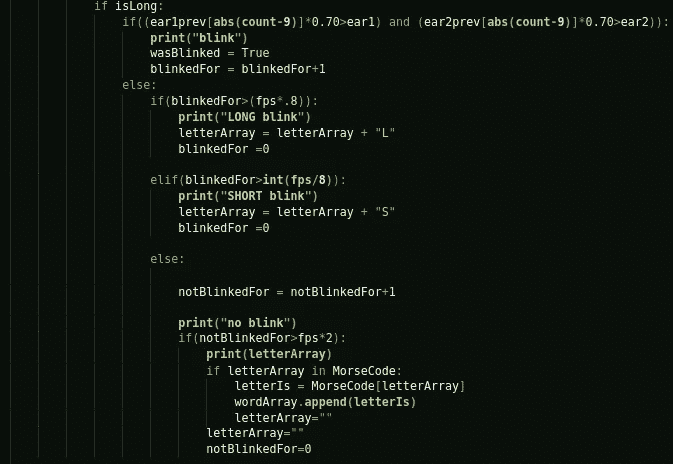 if isLong:
if((ear1prev[abs(count-9)]*0.70>ear1) and (ear2prev[abs(count-9)]*0.70>ear2)):
print("blink")
wasBlinked = True
blinkedFor = blinkedFor+1
else:
if(blinkedFor>(fps*.8)):
print("LONG blink")
letterArray = letterArray + "L"
blinkedFor =0
elif(blinkedFor>int(fps/8)):
print("SHORT blink")
letterArray = letterArray + "S"
blinkedFor =0
else:
notBlinkedFor = notBlinkedFor+1
print("no blink")
if(notBlinkedFor>fps*2):
print(letterArray)
if letterArray in MorseCode:
letterIs = MorseCode[letterArray]
wordArray.append(letterIs)
letterArray=""
letterArray=""
notBlinkedFor=0